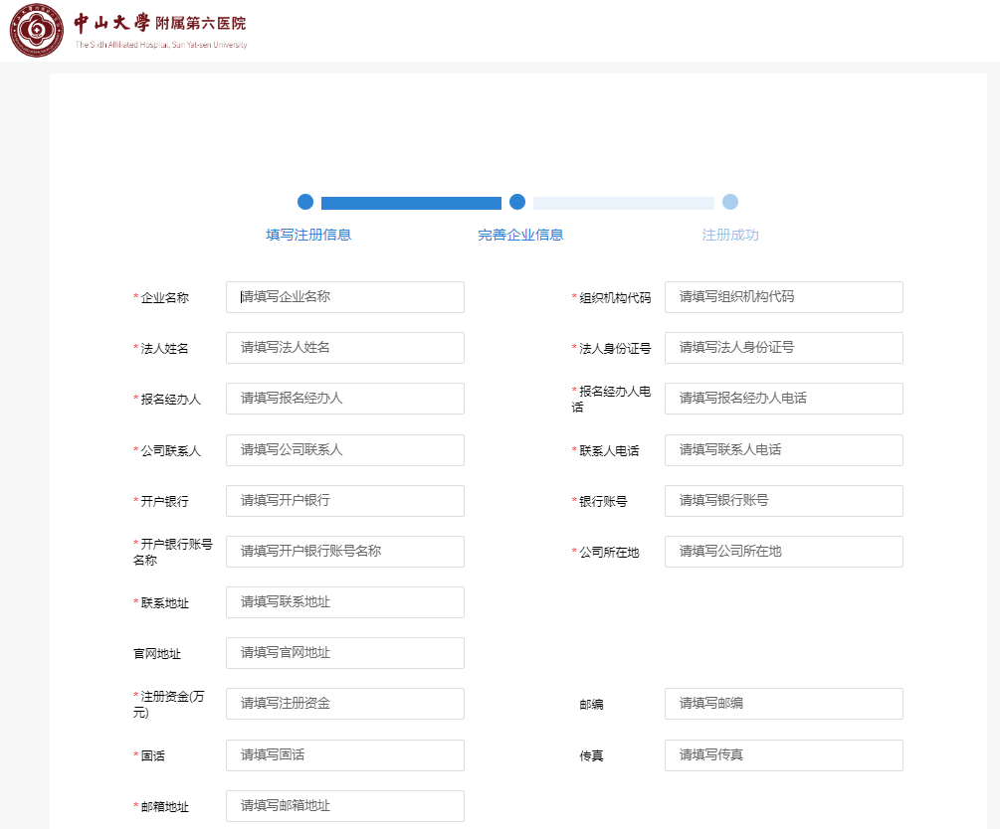 中山大學 附属第六医院
The Sixth Affiliated Hospital, Sun Yat-sen University
填写注册信息 完善企业信息 注册成功
* 企业名称 请填写企业名称 * 组织机构代码 请填写组织机构代码
* 法人姓名 请填写法人姓名 * 法人身份证号 请填写法人身份证号
* 报名经办人 请填写报名经办人 * 报名经办人电
话 请填写报名经办人电话
* 公司联系人 请填写公司联系人 * 联系人电话 请填写联系人电话
* 开户银行 请填写开户银行 * 银行账号 请填写银行账号
* 开户银行账号
名称 请填写开户银行账号名称 * 公司所在地 请填写公司所在地
* 联系地址 请填写联系地址
官网地址 请填写官网地址
* 注册资金(万
元) 请填写注册资金 邮编 请填写邮编
* 固话 请填写固话 传真 请填写传真
* 邮箱地址 请填写邮箱地址